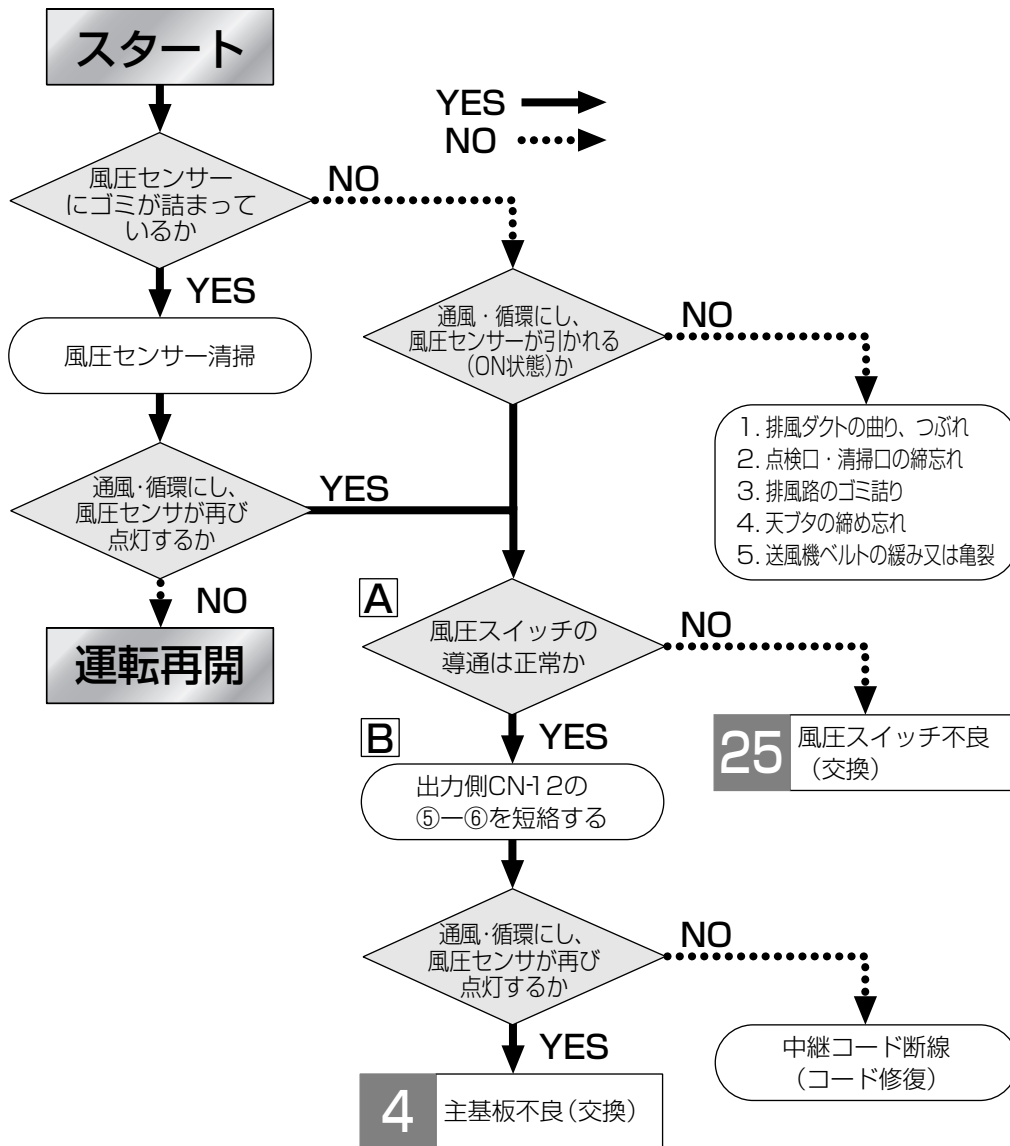 スタート
YES
NO
風圧センサー
にゴミが詰まって
いるか
NO
YES
風圧センサー清掃
通風・循環にし、
風圧センサーが引かれる
(ON状態)か
NO
1. 排風ダクトの曲り、つぶれ
2. 点検口・清掃口の締忘れ
3. 排風路のゴミ詰り
4. 天ブタの締め忘れ
5. 送風機ベルトの緩み又は亀裂
通風・循環にし、
風圧センサが再び
点灯するか
YES
NO
運転再開
A
風圧スイッチの
導通は正常か
NO
YES
25
風圧スイッチ不良
(交換)
B
出力側CN-12の
⑤ー⑥を短絡する
通風・循環にし、
風圧センサが再び
点灯するか
NO
YES
中継コード断線
(コード修復)
4 主基板不良(交換)